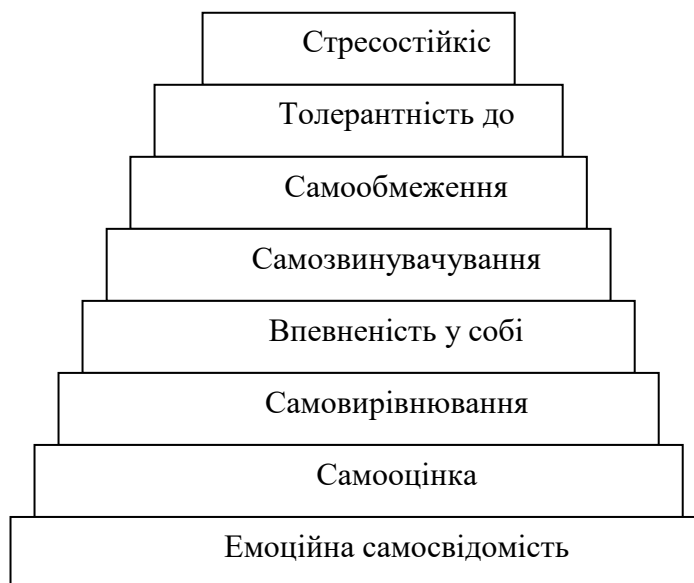 Стресостійкіс
Толерантність до
Самообмеження
Самозвинувачування
Впевненість у собі
Самовирівнювання
Самооцінка
Емоційна самосвідомість